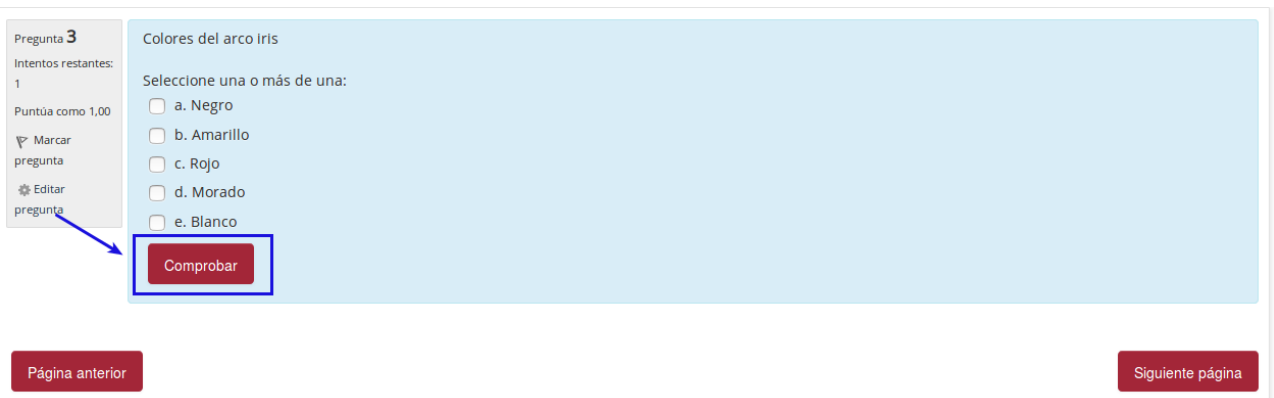 Pregunta 3
Intentos restantes:
1
Puntúa como 1,00
Marcar
pregunta
Editar
pregunta
Colores del arco iris
Seleccione una o más de una:
a. Negro
b. Amarillo
c. Rojo
d. Morado
e. Blanco
Comprobar
Página anterior
Siguiente página